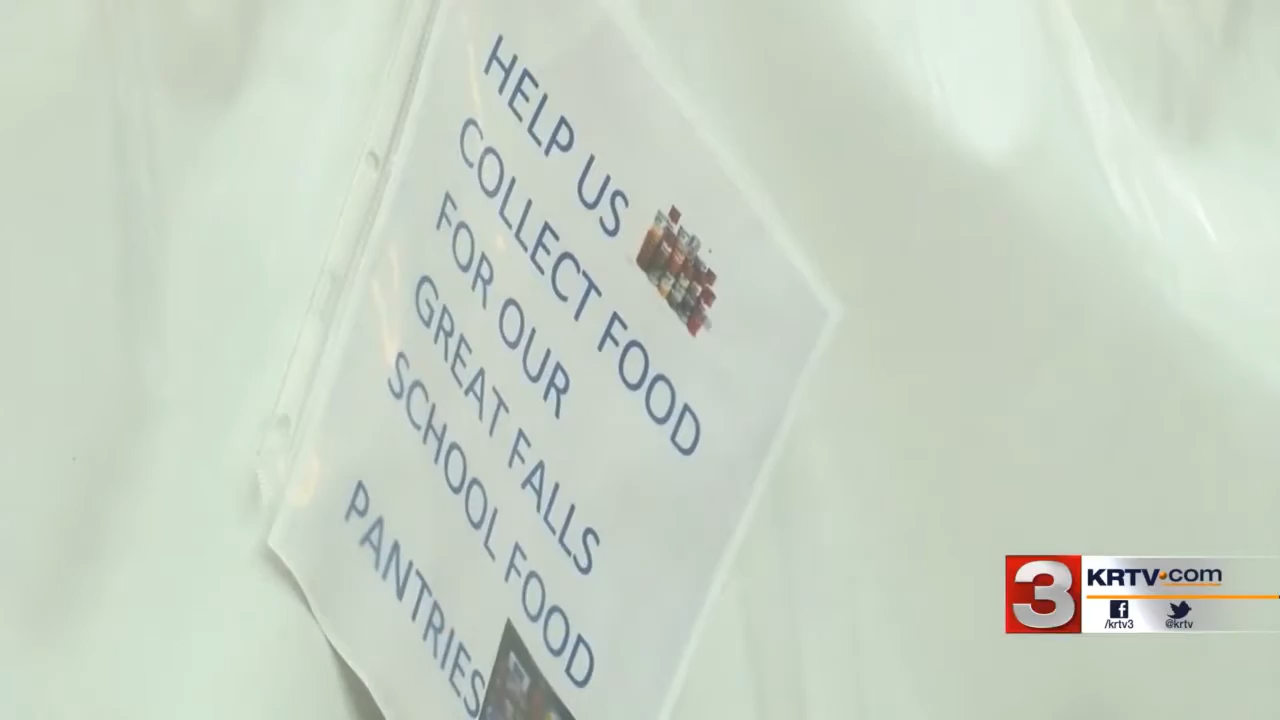 HELP US
COLLECT FOOD
FOR OUR
GREAT FALLS
SCHOOL FOOD
PANTRIES
3
KRTV.com
/krtv3
@krtv